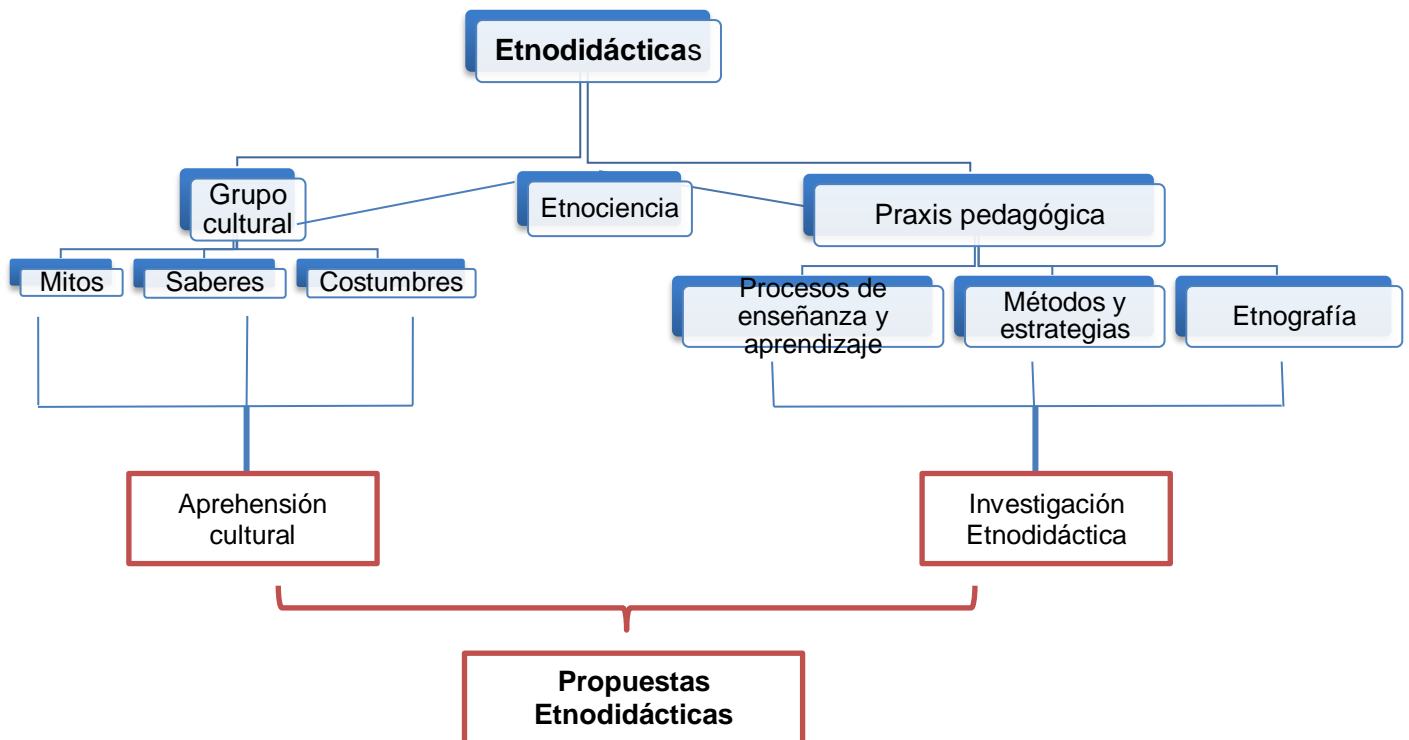 Etnodidácticas
Grupo
cultural
Etnociencia
Praxis pedagógica
Mitos
Saberes
Costumbres
Procesos de
enseñanza y
aprendizaje
Métodos y
estrategias
Etnografía
Aprehensión
cultural
Investigación
Etnodidáctica
Propuestas
Etnodidácticas